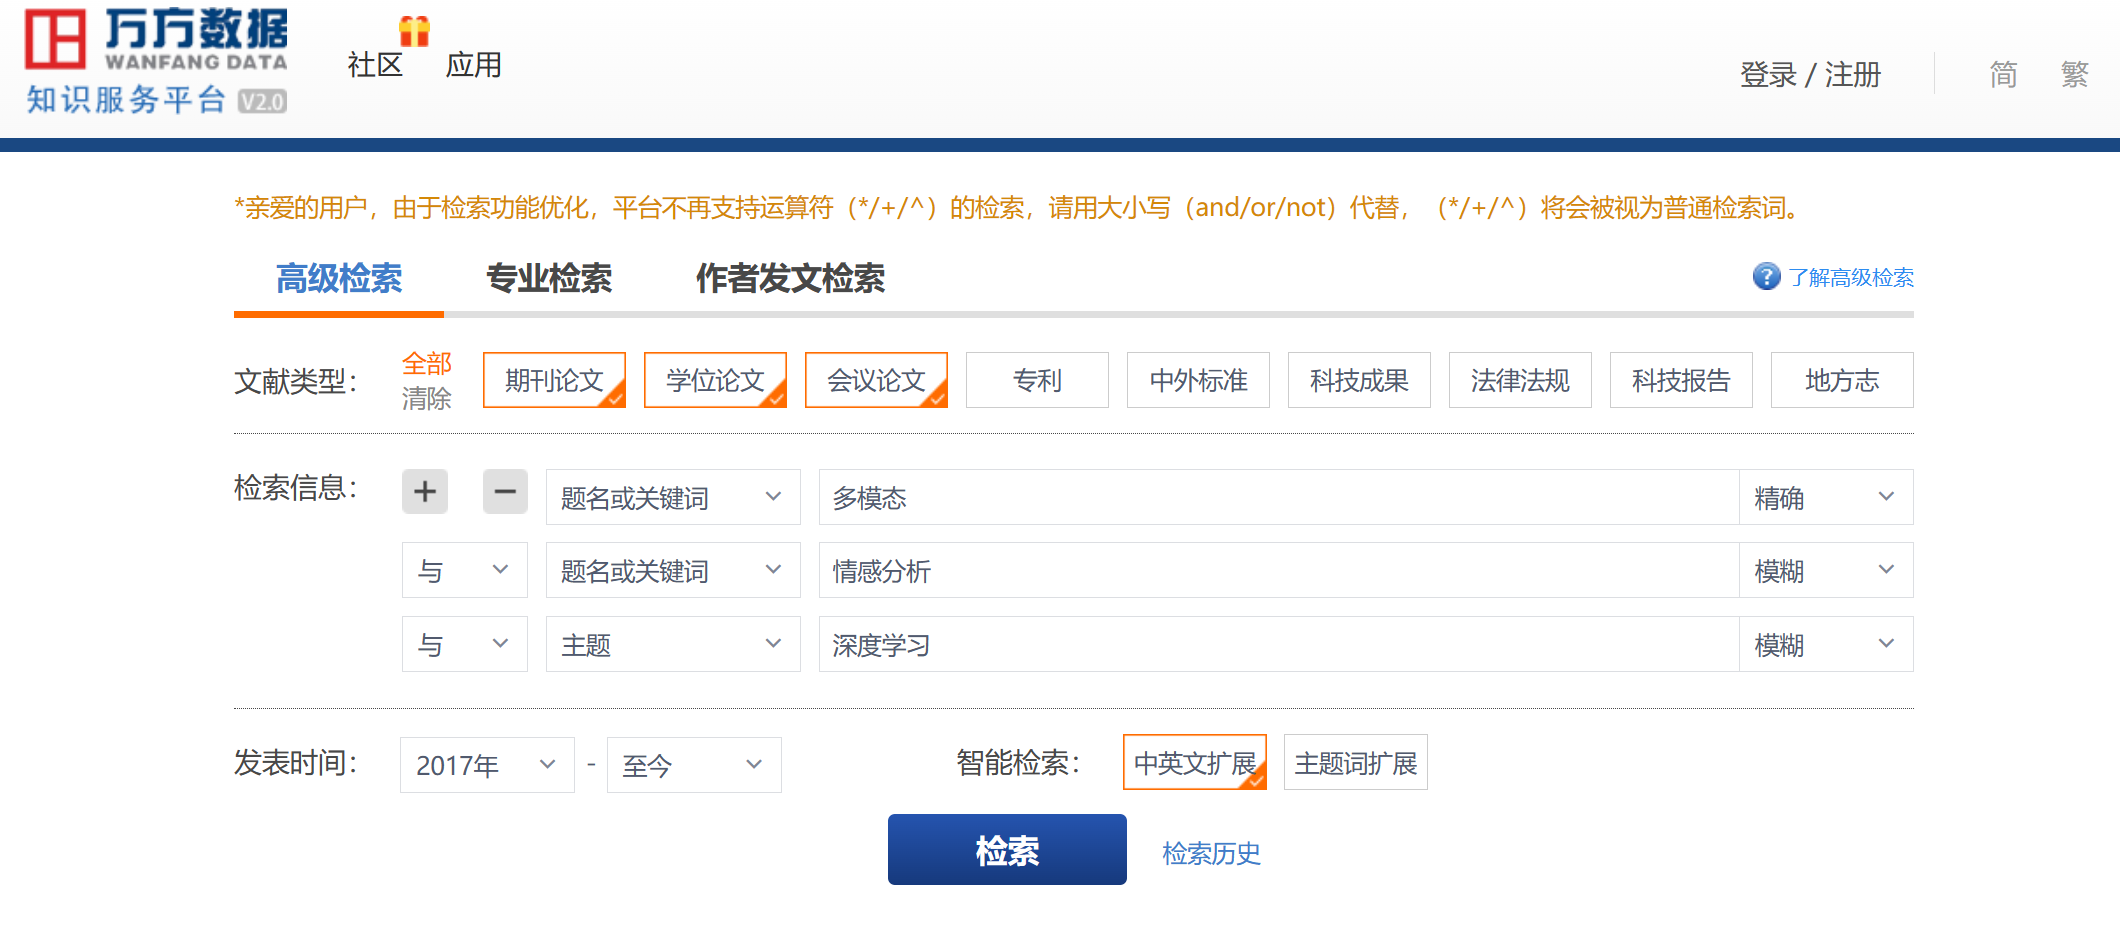 万方数据
WANFANG DATA
知识服务平台 V2.0
社区 应用
登录 / 注册 简 繁
*亲爱的用户，由于检索功能优化，平台不再支持运算符（*/+/^）的检索，请用大小写（and/or/not）代替，（*/+/^）将会被视为普通检索词。
高级检索 专业检索 作者发文检索 ? 了解高级检索
文献类型： 全部 清除 期刊论文 学位论文 会议论文 专利 中外标准 科技成果 法律法规 科技报告 地方志
检索信息： + − 题名或关键词 多模态 精确
与 题名或关键词 情感分析 模糊
与 主题 深度学习 模糊
发表时间： 2017年 - 至今 智能检索： 中英文扩展 主题词扩展
检索 检索历史